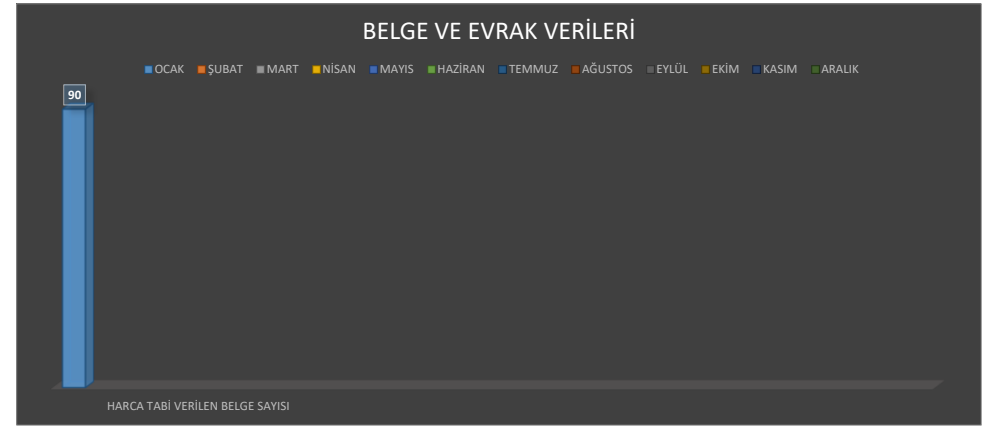 BELGE VE EVRAK VERİLERİ
OCAK ŞUBAT MART NİSAN MAYIS HAZİRAN TEMMUZ AĞUSTOS EYLÜL EKİM KASIM ARALIK
90
HARCA TABİ VERİLEN BELGE SAYISI